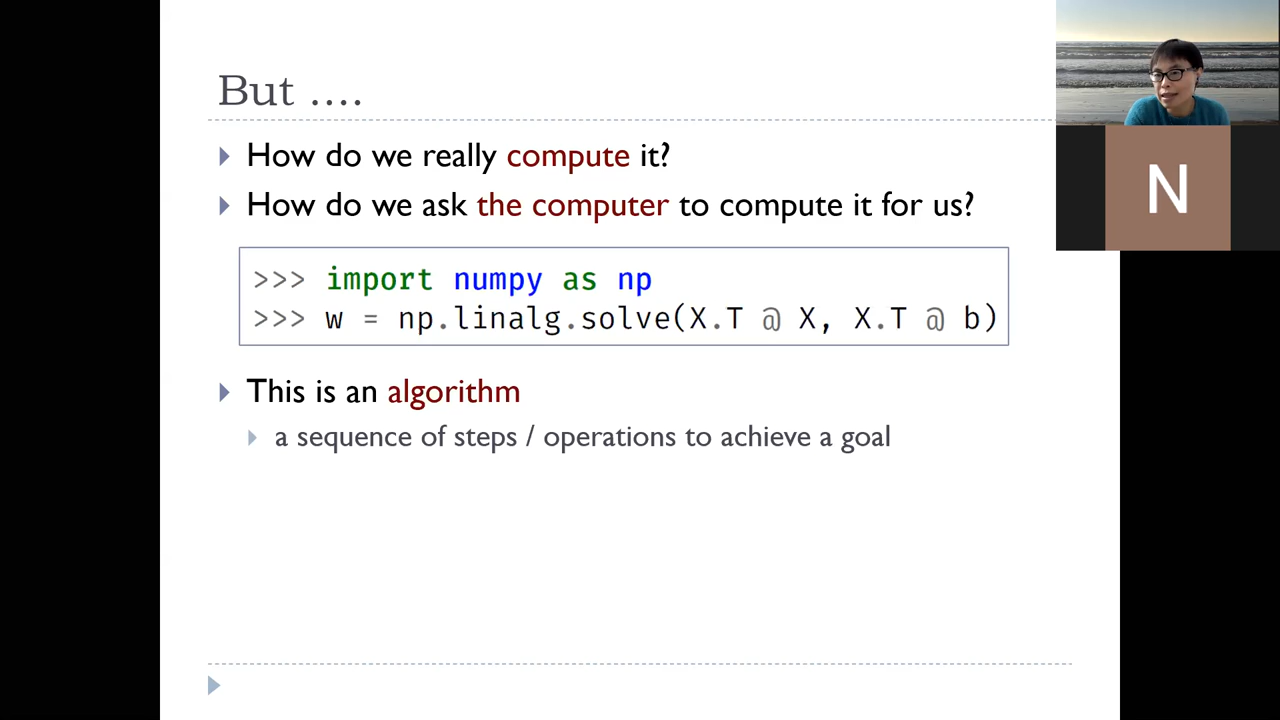 But ....
How do we really compute it?
How do we ask the computer to compute it for us?
>>> import numpy as np
>>> w = np.linalg.solve(X.T @ X, X.T @ b)
This is an algorithm
a sequence of steps / operations to achieve a goal
N